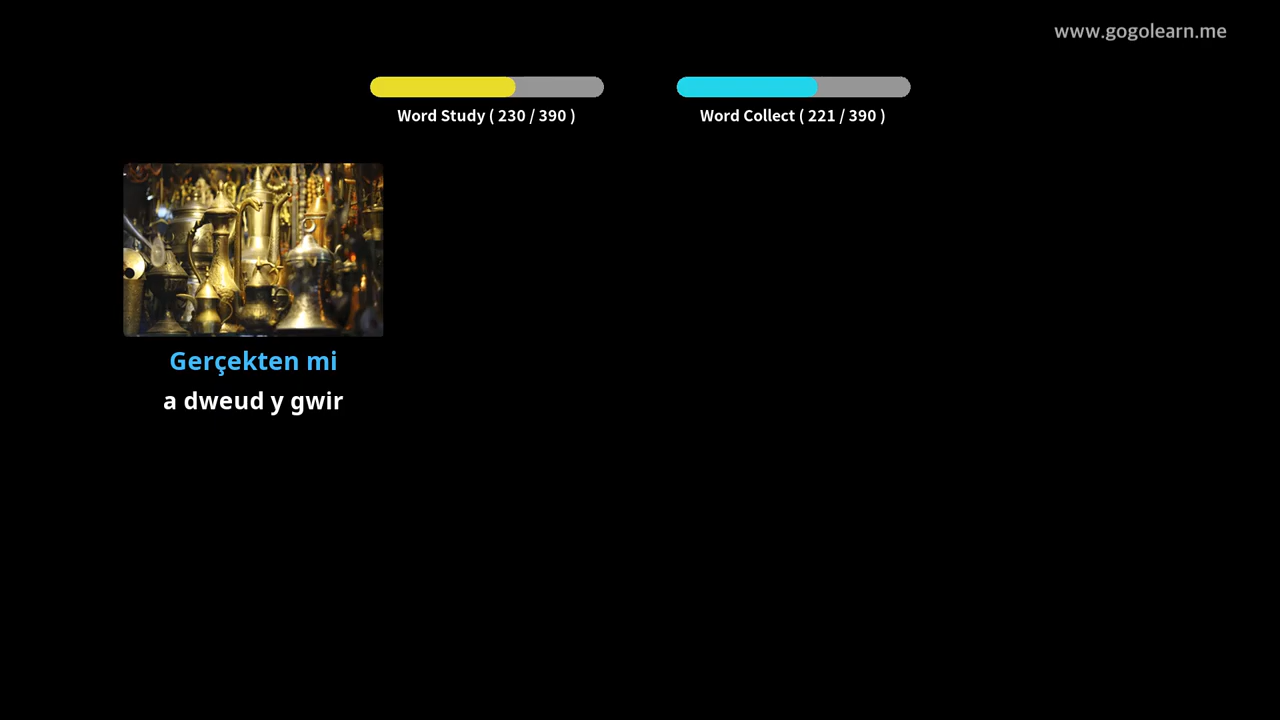 www.gogolearn.me
Word Study ( 230 / 390 )
Word Collect ( 221 / 390 )
Gerçekten mi
a dweud y gwir